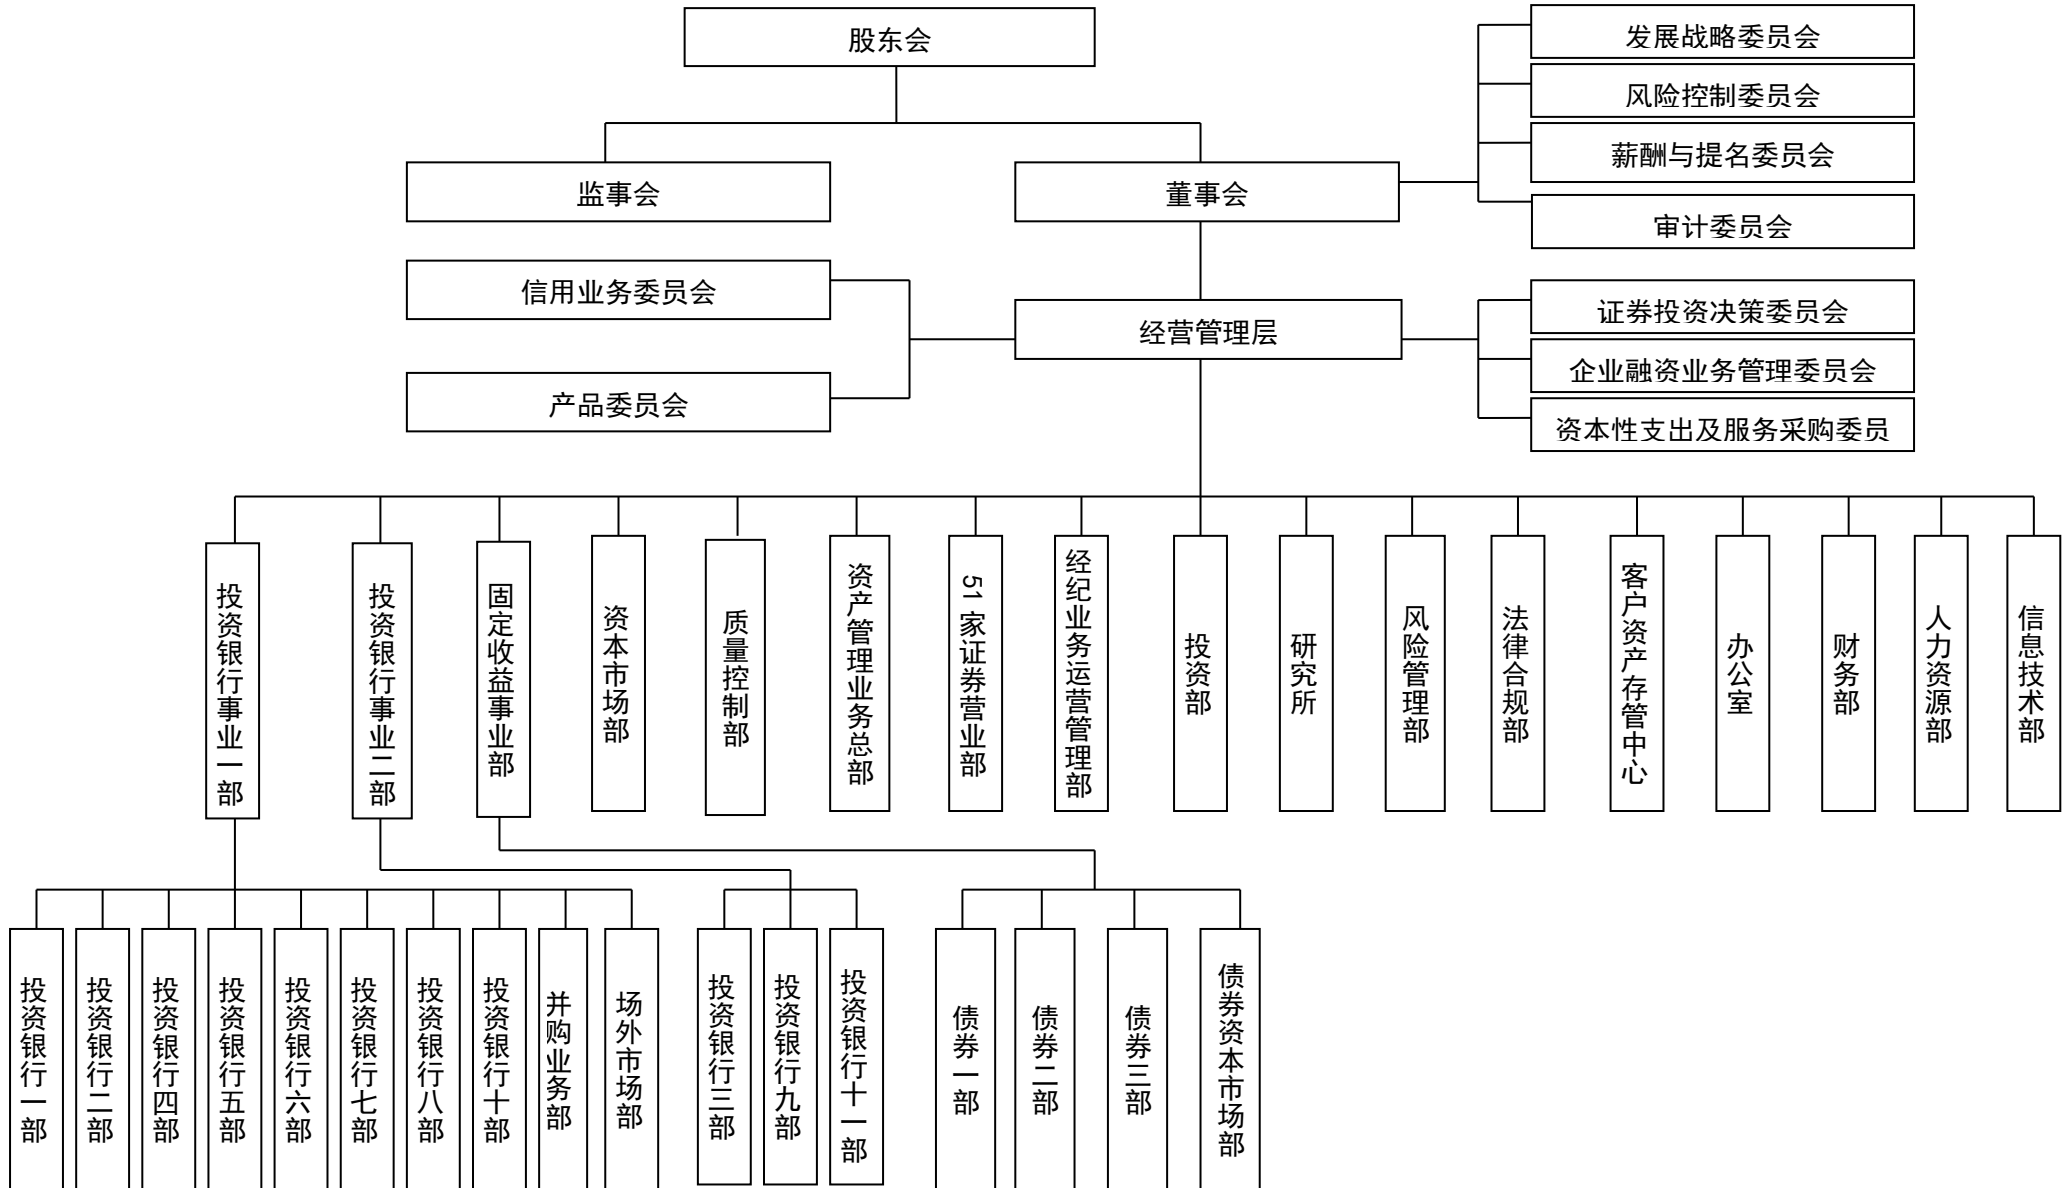 股东会
发展战略委员会
风险控制委员会
薪酬与提名委员会
审计委员会
监事会
董事会
信用业务委员会
经营管理层
产品委员会
证券投资决策委员会
企业融资业务管理委员会
资本性支出及服务采购委员
投资银行事业一部
投资银行事业二部
固定收益事业部
资本市场部
质量控制部
资产管理业务总部
51 家证券营业部
经纪业务运营管理部
投资部
研究所
风险管理部
法律合规部
客户资产存管中心
办公室
财务部
人力资源部
信息技术部
投资银行一部
投资银行二部
投资银行四部
投资银行五部
投资银行六部
投资银行七部
投资银行八部
投资银行十部
并购业务部
场外市场部
投资银行三部
投资银行九部
投资银行十一部
债券一部
债券二部
债券三部
债券资本市场部